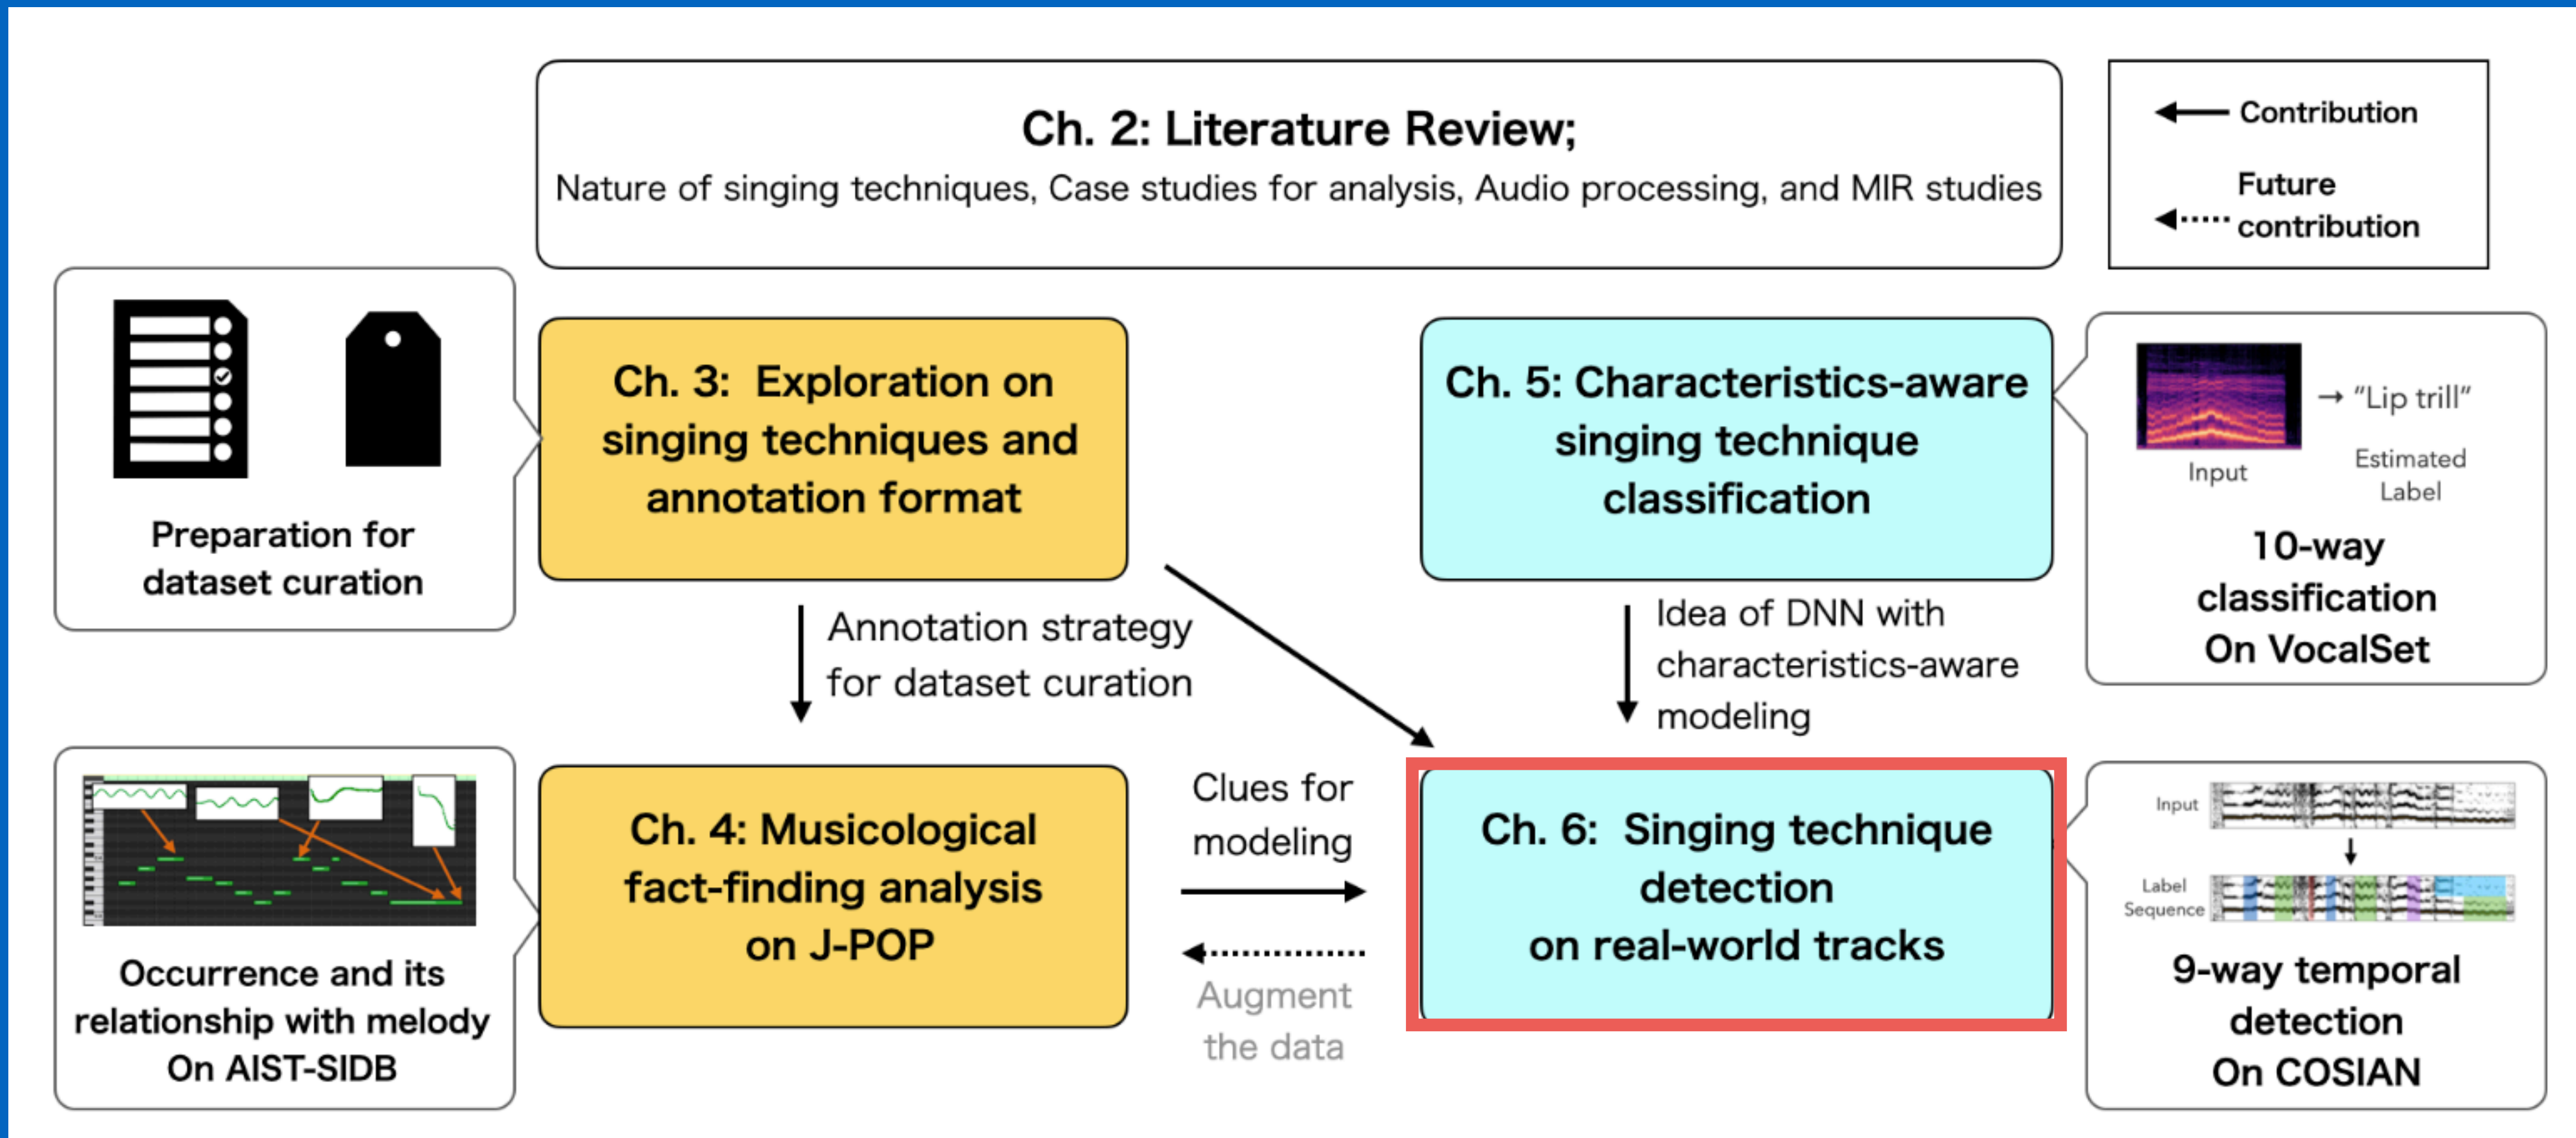 Ch. 2: Literature Review;
Nature of singing techniques, Case studies for analysis, Audio processing, and MIR studies
Contribution
Future
contribution
Preparation for
dataset curation
Ch. 3:  Exploration on
singing techniques and
annotation format
Ch. 5: Characteristics-aware
singing technique
classification
→ “Lip trill”
Input
Estimated
Label
10-way
classification
On VocalSet
Annotation strategy
for dataset curation
Idea of DNN with
characteristics-aware
modeling
Occurrence and its
relationship with melody
On AIST-SIDB
Ch. 4: Musicological
fact-finding analysis
on J-POP
Clues for
modeling
Augment
the data
Ch. 6:  Singing technique
detection
on real-world tracks
Input
Label
Sequence
9-way temporal
detection
On COSIAN